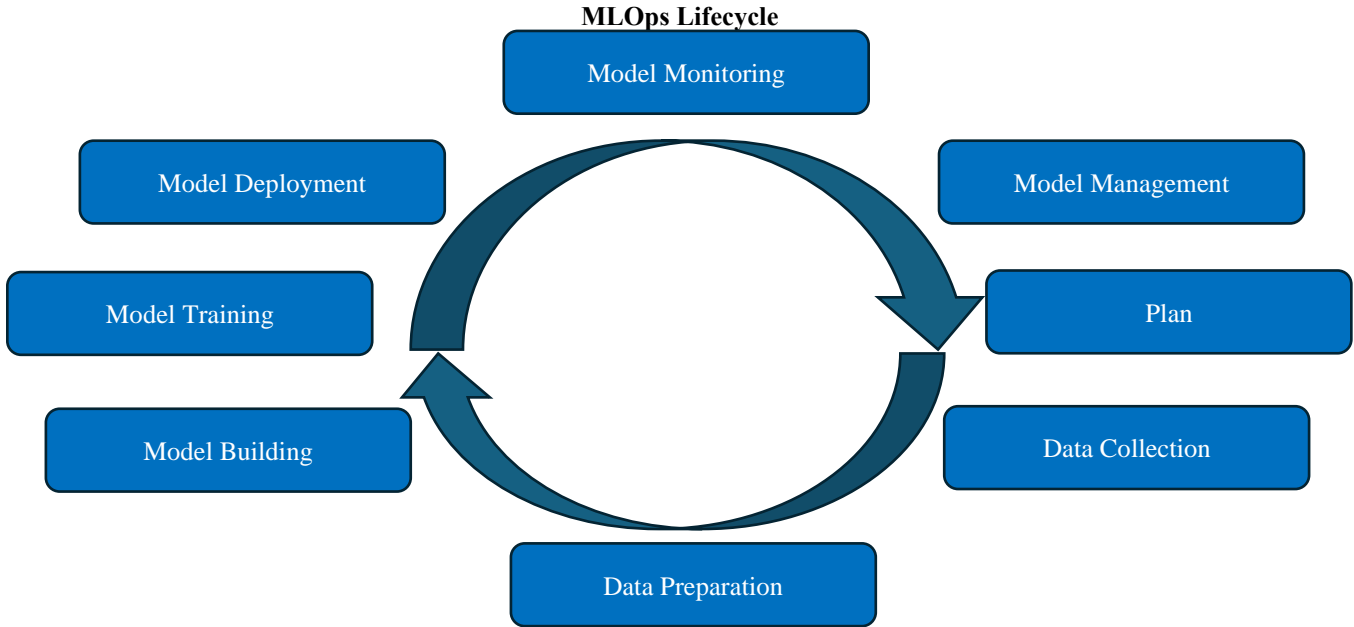 MLOps Lifecycle
Model Monitoring
Model Deployment
Model Management
Model Training
Plan
Model Building
Data Collection
Data Preparation